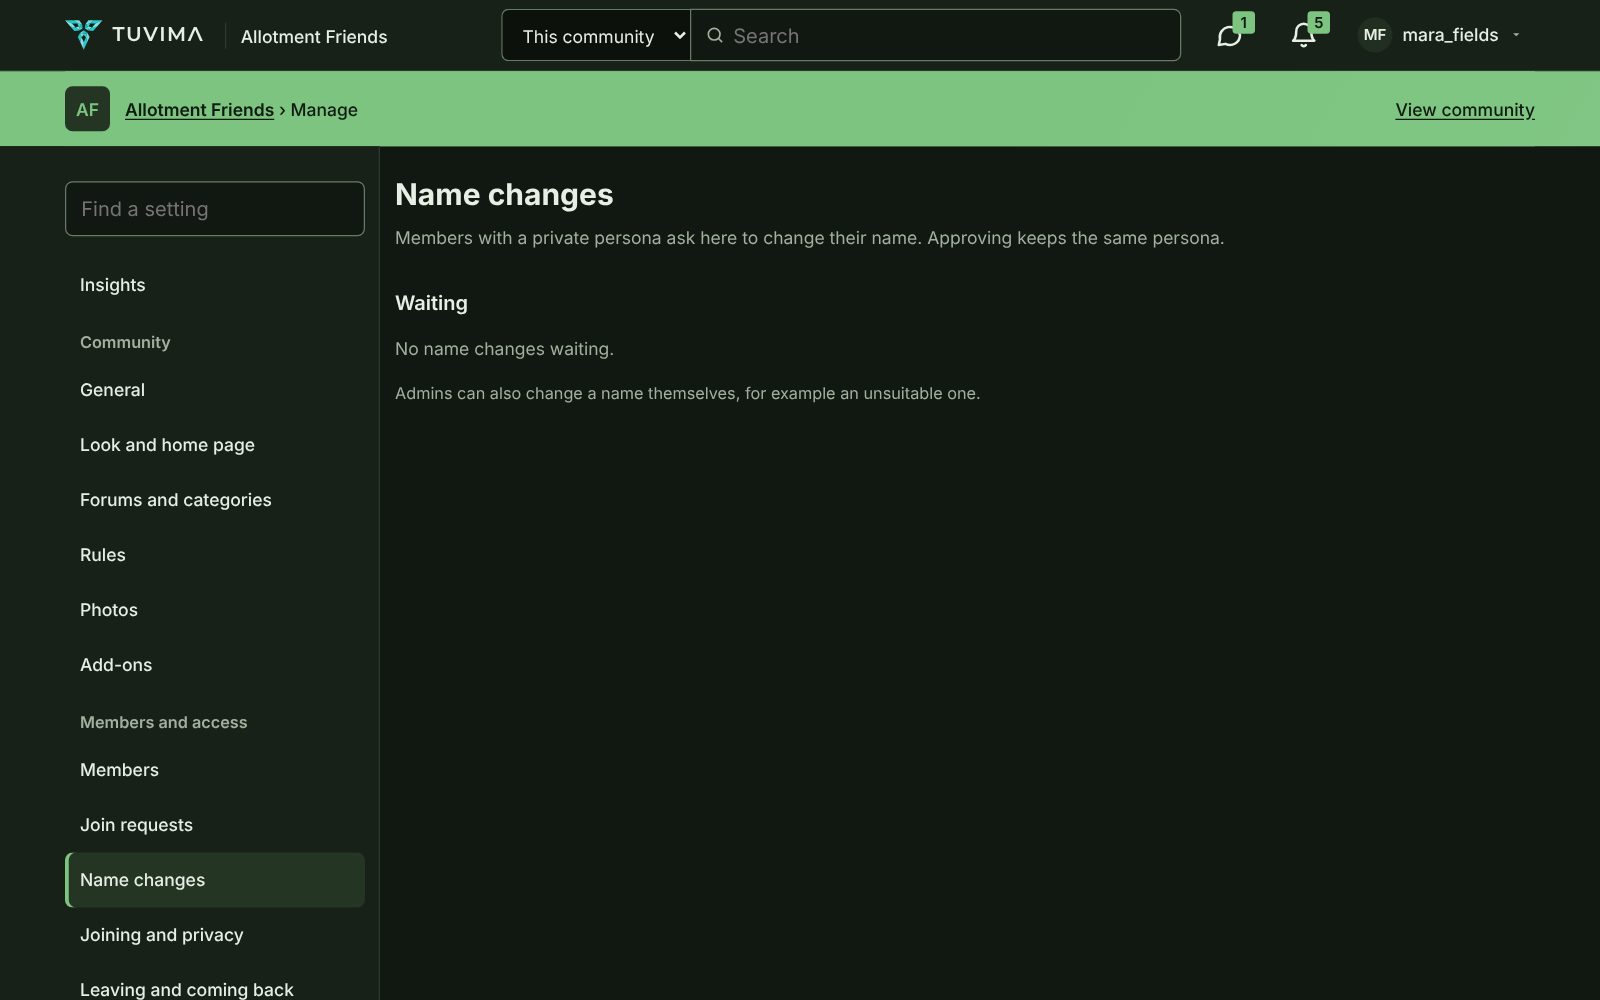 TUVIMA
Allotment Friends
This community
Search
1
5
MF
mara_fields
AF
Allotment Friends › Manage
View community
Find a setting
Insights
Community
General
Look and home page
Forums and categories
Rules
Photos
Add-ons
Members and access
Members
Join requests
Name changes
Joining and privacy
Leaving and coming back
Name changes
Members with a private persona ask here to change their name. Approving keeps the same persona.
Waiting
No name changes waiting.
Admins can also change a name themselves, for example an unsuitable one.